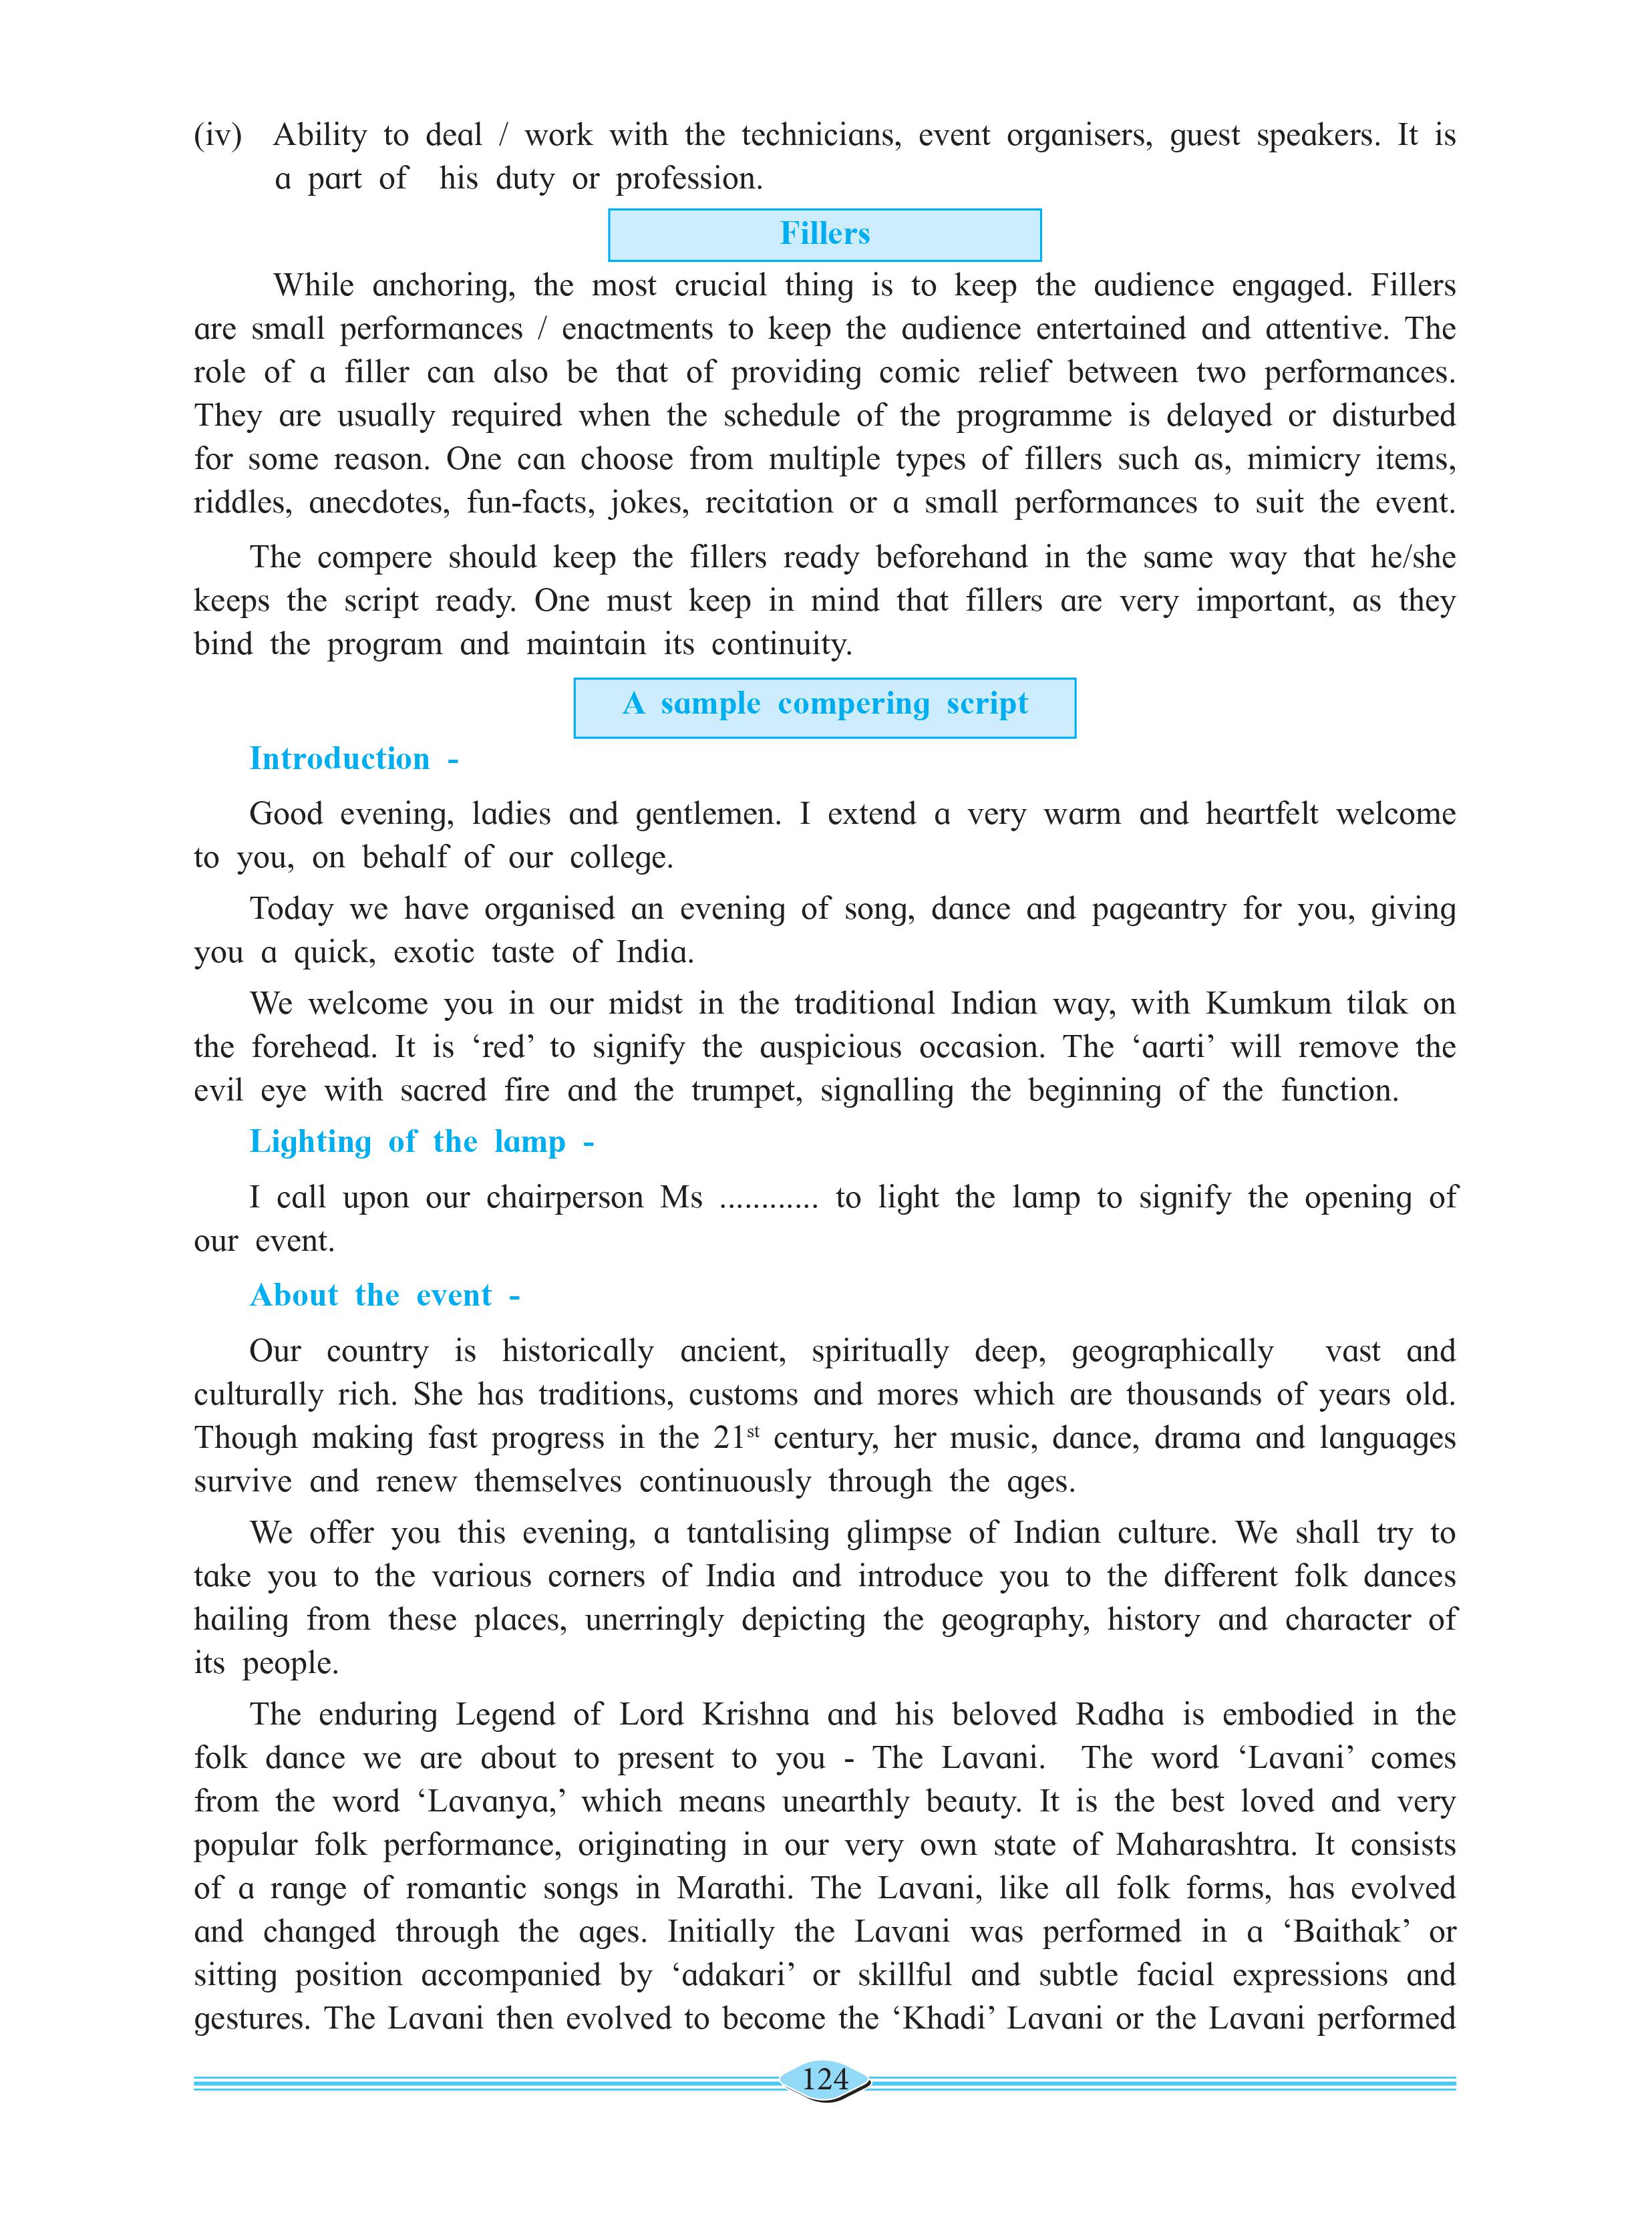 (iv) Ability to deal / work with the technicians, event organisers, guest speakers. It is
a part of his duty or profession.
Fillers
While anchoring, the most crucial thing is to keep the audience engaged. Fillers
are small performances / enactments to keep the audience entertained and attentive. The
role of a filler can also be that of providing comic relief between two performances.
They are usually required when the schedule of the programme is delayed or disturbed
for some reason. One can choose from multiple types of fillers such as, mimicry items,
riddles, anecdotes, fun-facts, jokes, recitation or a small performances to suit the event.
The compere should keep the fillers ready beforehand in the same way that he/she
keeps the script ready. One must keep in mind that fillers are very important, as they
bind the program and maintain its continuity.
A sample compering script
Introduction -
Good evening, ladies and gentlemen. I extend a very warm and heartfelt welcome
to you, on behalf of our college.
Today we have organised an evening of song, dance and pageantry for you, giving
you a quick, exotic taste of India.
We welcome you in our midst in the traditional Indian way, with Kumkum tilak on
the forehead. It is ‘red’ to signify the auspicious occasion. The ‘aarti’ will remove the
evil eye with sacred fire and the trumpet, signalling the beginning of the function.
Lighting of the lamp -
I call upon our chairperson Ms ............ to light the lamp to signify the opening of
our event.
About the event -
Our country is historically ancient, spiritually deep, geographically vast and
culturally rich. She has traditions, customs and mores which are thousands of years old.
Though making fast progress in the 21st century, her music, dance, drama and languages
survive and renew themselves continuously through the ages.
We offer you this evening, a tantalising glimpse of Indian culture. We shall try to
take you to the various corners of India and introduce you to the different folk dances
hailing from these places, unerringly depicting the geography, history and character of
its people.
The enduring Legend of Lord Krishna and his beloved Radha is embodied in the
folk dance we are about to present to you - The Lavani. The word ‘Lavani’ comes
from the word ‘Lavanya,’ which means unearthly beauty. It is the best loved and very
popular folk performance, originating in our very own state of Maharashtra. It consists
of a range of romantic songs in Marathi. The Lavani, like all folk forms, has evolved
and changed through the ages. Initially the Lavani was performed in a ‘Baithak’ or
sitting position accompanied by ‘adakari’ or skillful and subtle facial expressions and
gestures. The Lavani then evolved to become the ‘Khadi’ Lavani or the Lavani performed
124